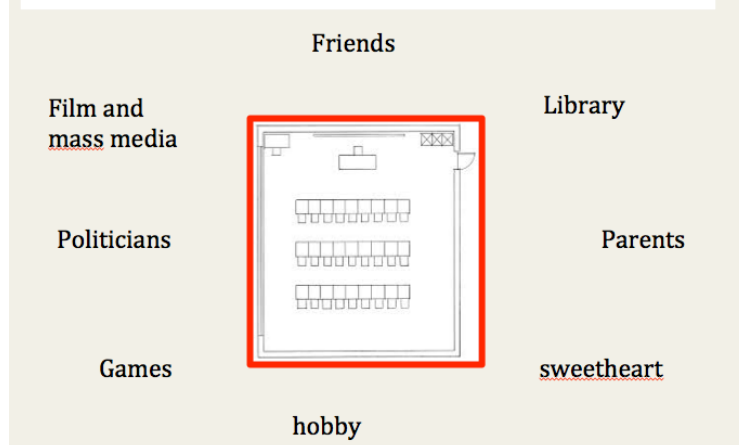 Friends
Film and
mass media
Library
Politicians
Parents
Games
sweetheart
hobby